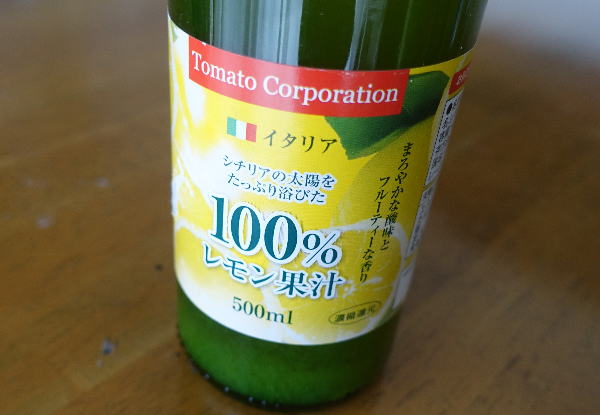 Tomato Corporation
イタリア
シチリアの太陽を
たっぷり浴びた
100%
レモン果汁
500ml
まろやかな酸味と
フルーティーな香り
濃縮還元